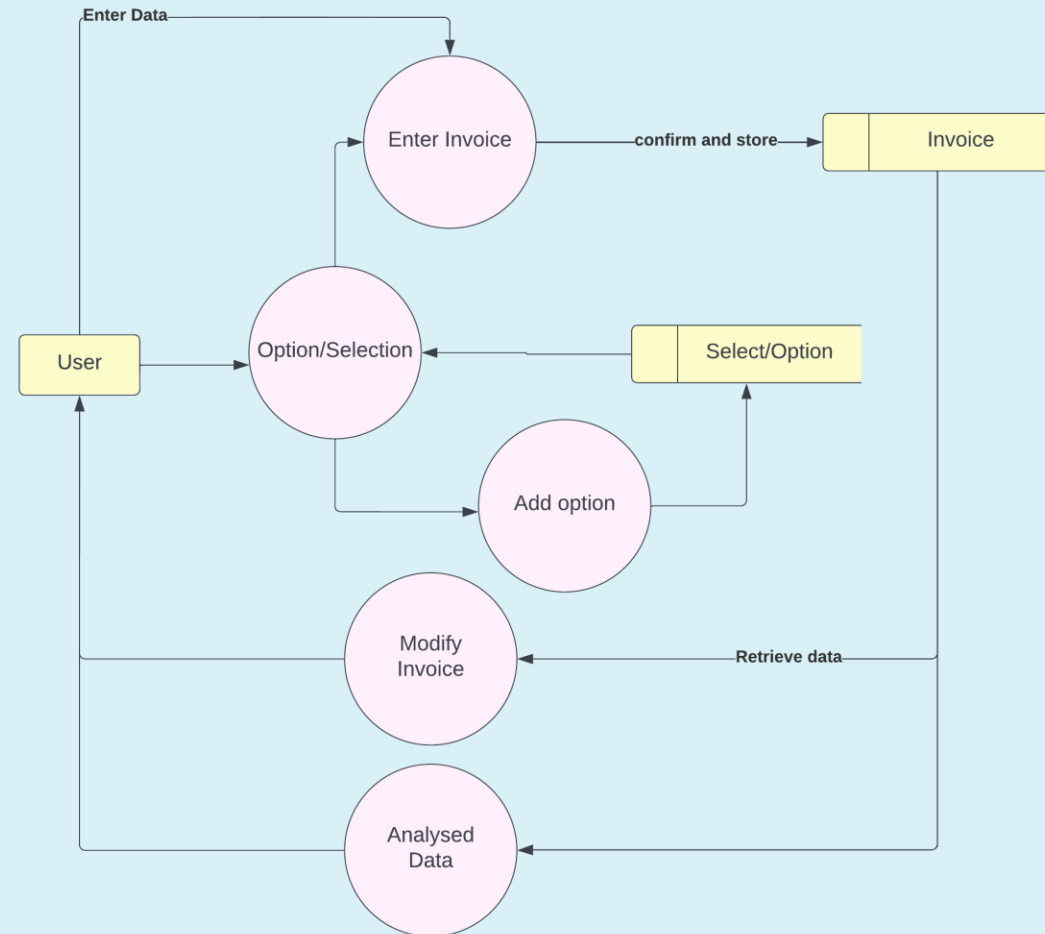 Enter Data
Enter Invoice
confirm and store
Invoice
User
Option/Selection
Select/Option
Add option
Modify
Invoice
Retrieve data
Analysed
Data